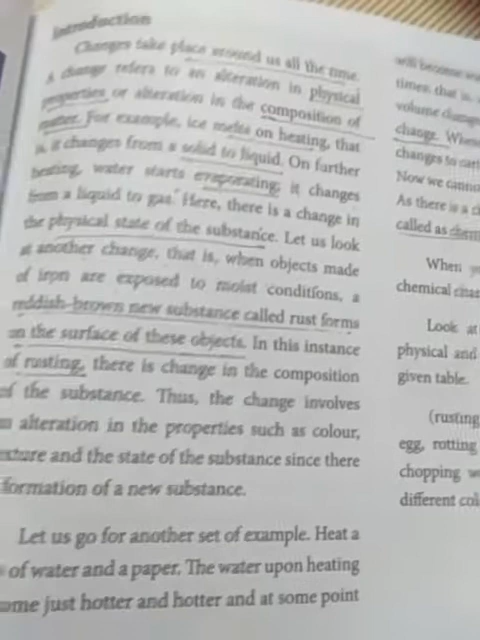 Introduction
Changes take place around us all the time.
A change refers to an alteration in physical
properties or alteration in the composition of
matter. For example, ice melts on heating, that
is, it changes from a solid to liquid. On further
heating, water starts evaporating; it changes
from a liquid to gas. Here, there is a change in
the physical state of the substance. Let us look
at another change, that is, when objects made
of iron are exposed to moist conditions, a
reddish-brown new substance called rust forms
on the surface of these objects. In this instance
of rusting, there is change in the composition
of the substance. Thus, the change involves
an alteration in the properties such as colour,
xture and the state of the substance since there
formation of a new substance.
Let us go for another set of example. Heat a
of water and a paper. The water upon heating
ome just hotter and hotter and at some point
will become
times, that is,
volume
change. When
changes to
Now we
As there is a
called as
When
chemical
Look at
physical and
given table.
(rusting
egg, rotting
chopping
different